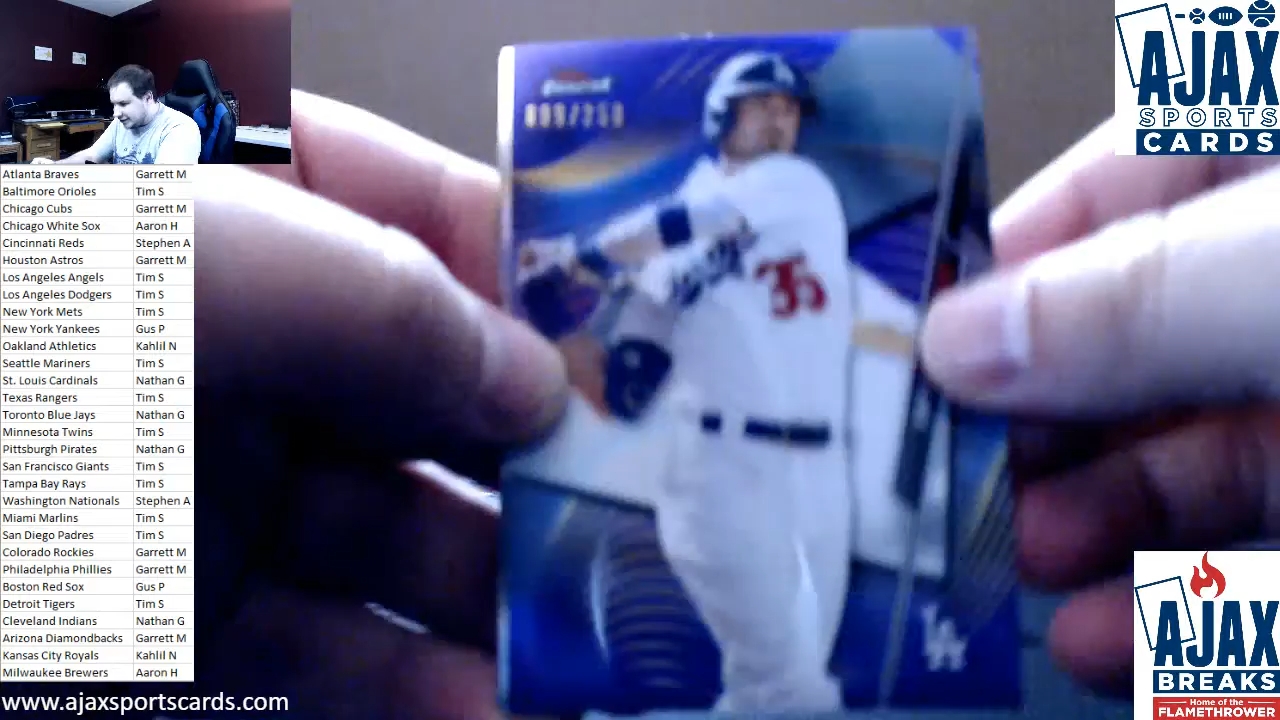 Atlanta Braves Garrett M
Baltimore Orioles Tim S
Chicago Cubs Garrett M
Chicago White Sox Aaron H
Cincinnati Reds Stephen A
Houston Astros Garrett M
Los Angeles Angels Tim S
Los Angeles Dodgers Tim S
New York Mets Tim S
New York Yankees Gus P
Oakland Athletics Kahlil N
Seattle Mariners Tim S
St. Louis Cardinals Nathan G
Texas Rangers Tim S
Toronto Blue Jays Nathan G
Minnesota Twins Tim S
Pittsburgh Pirates Nathan G
San Francisco Giants Tim S
Tampa Bay Rays Tim S
Washington Nationals Stephen A
Miami Marlins Tim S
San Diego Padres Tim S
Colorado Rockies Garrett M
Philadelphia Phillies Garrett M
Boston Red Sox Gus P
Detroit Tigers Tim S
Cleveland Indians Nathan G
Arizona Diamondbacks Garrett M
Kansas City Royals Kahlil N
Milwaukee Brewers Aaron H
www.ajaxsportscards.com
35
LA
AJAX
SPORTS
CARDS
AJAX
BREAKS
Home of the
FLAMETHROWER